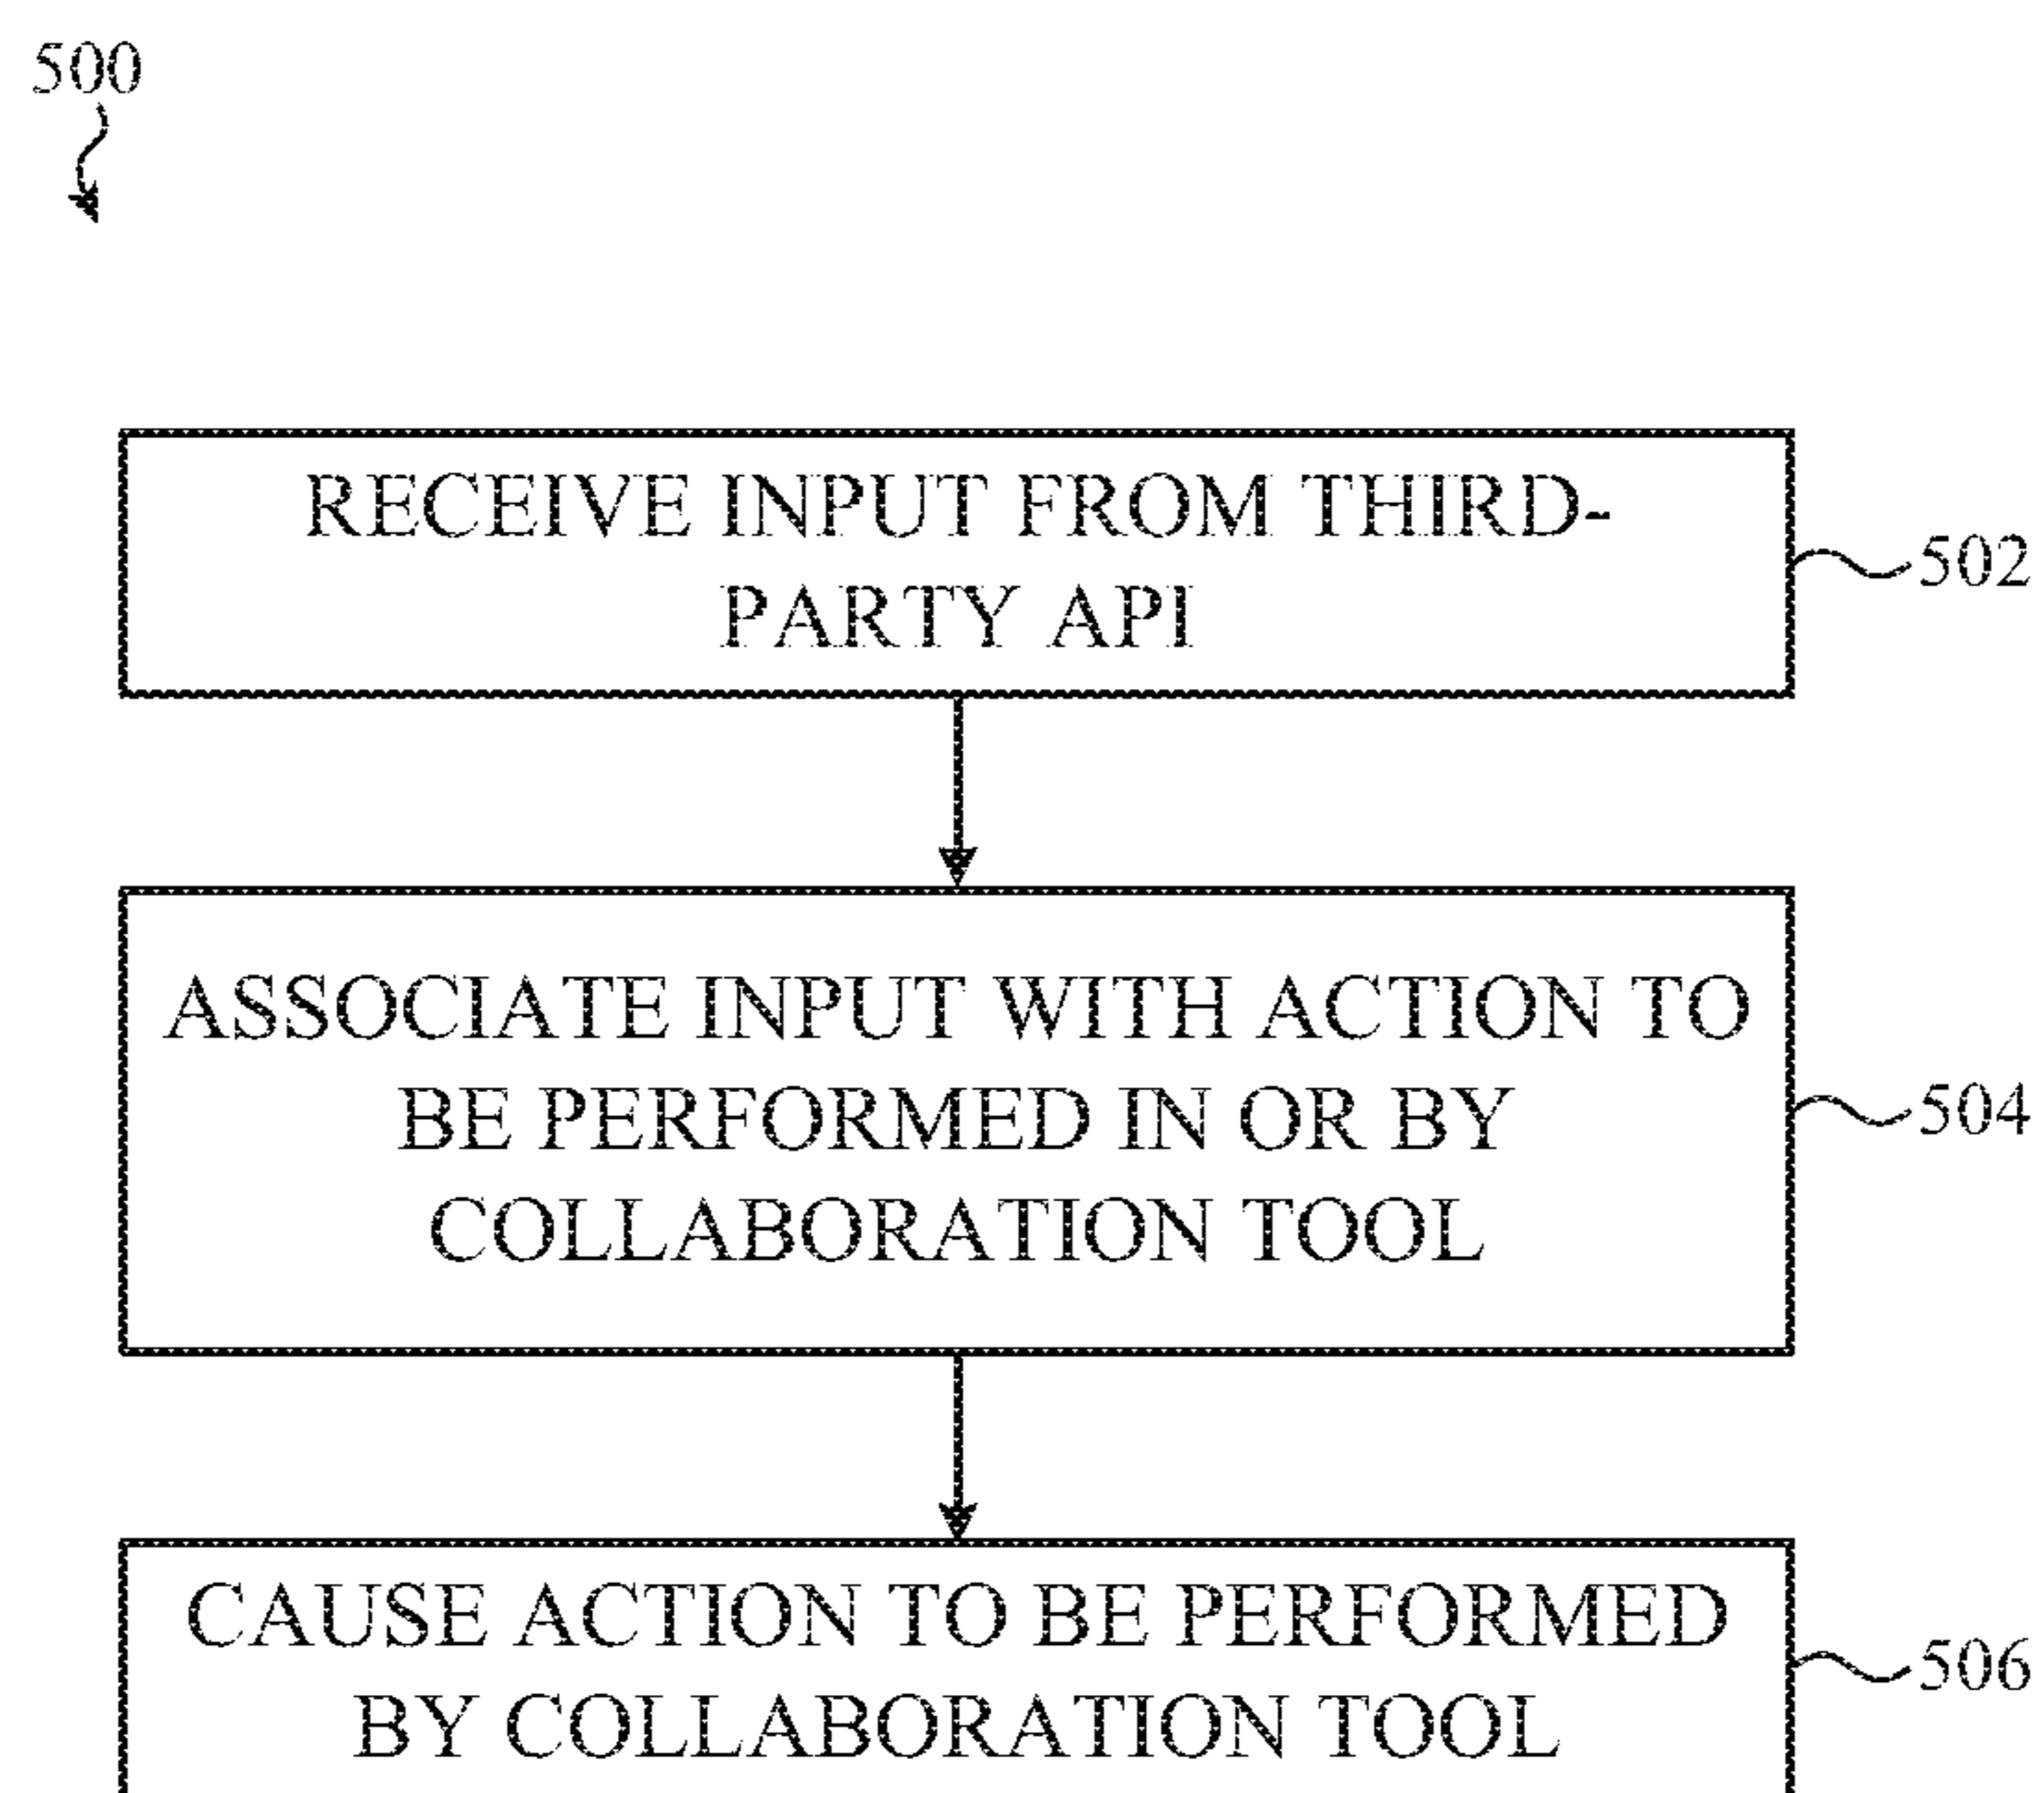 500
RECEIVE INPUT FROM THIRD-
PARTY API
502
ASSOCIATE INPUT WITH ACTION TO
BE PERFORMED IN OR BY
COLLABORATION TOOL
504
CAUSE ACTION TO BE PERFORMED
BY COLLABORATION TOOL
506